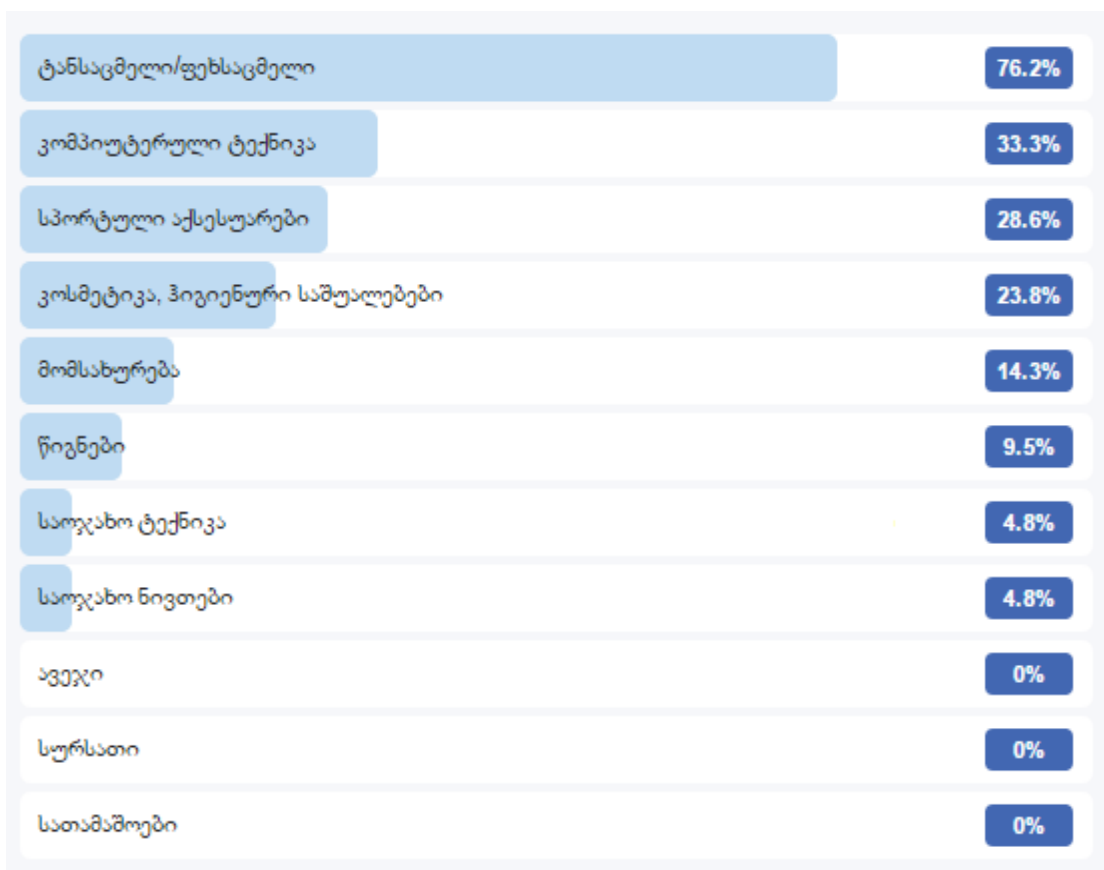 ტანსაცმელი/ფეხსაცმელი 76.2%
კომპიუტერული ტექნიკა 33.3%
სპორტული აქსესუარები 28.6%
კოსმეტიკა, ჰიგიენური საშუალებები 23.8%
მომსახურება 14.3%
წიგნები 9.5%
საოჯახო ტექნიკა 4.8%
საოჯახო ნივთები 4.8%
ავეჯი 0%
სურსათი 0%
სათამაშოები 0%